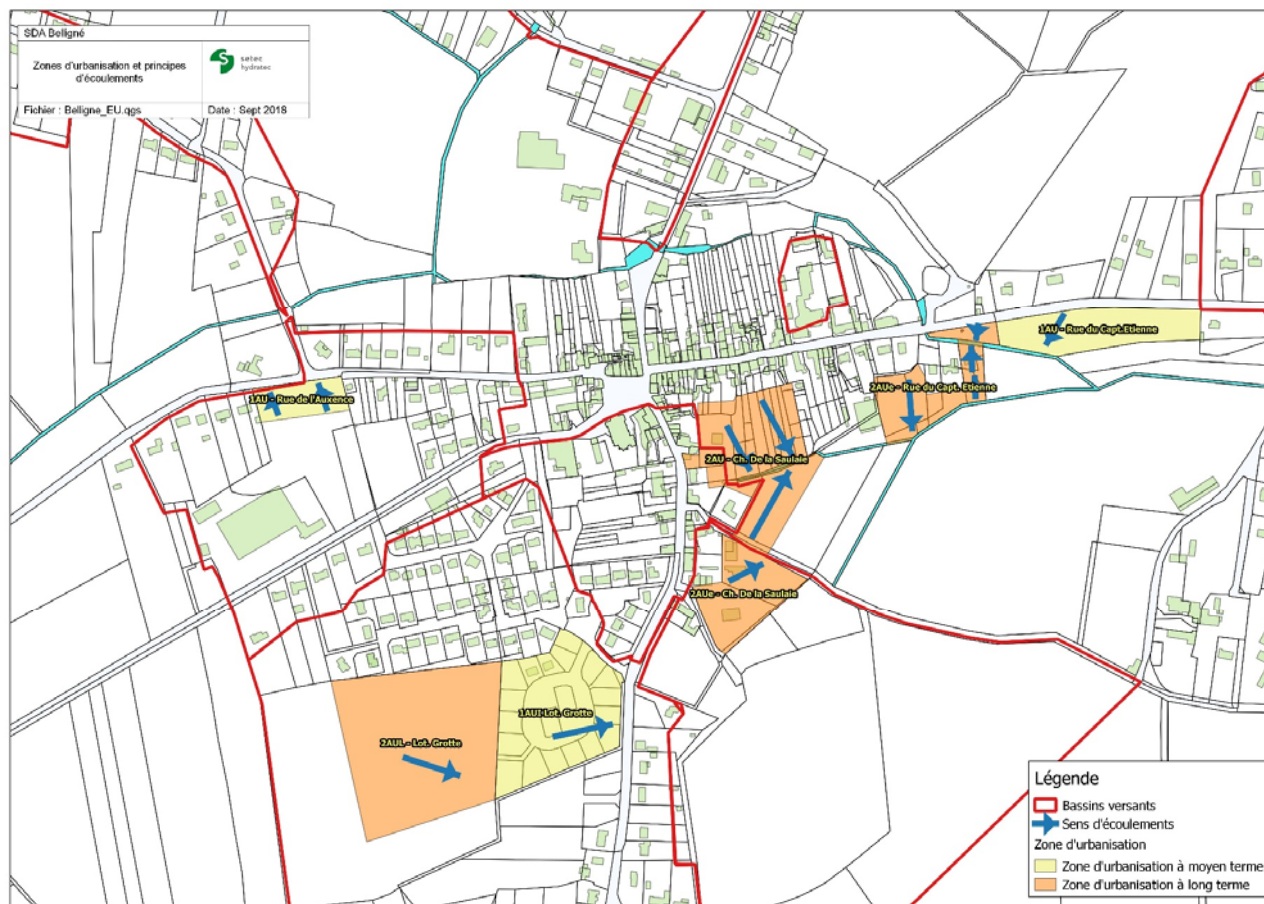 SDA Belligné
Zones d'urbanisation et principes
d'écoulements
setec
hydratec
Fichier : Belligne_EU.qgs
Date : Sept 2018
1AU - Rue du Capt.Etienne
2AUe - Rue du Capt. Etienne
1AU - Rue de l'Auxence
2AU - Ch. De la Saulaie
2AUe - Ch. De la Saulaie
1AUl-Lot. Grotte
2AUL - Lot. Grotte
Légende
Bassins versants
Sens d'écoulements
Zone d'urbanisation
Zone d'urbanisation à moyen terme
Zone d'urbanisation à long terme